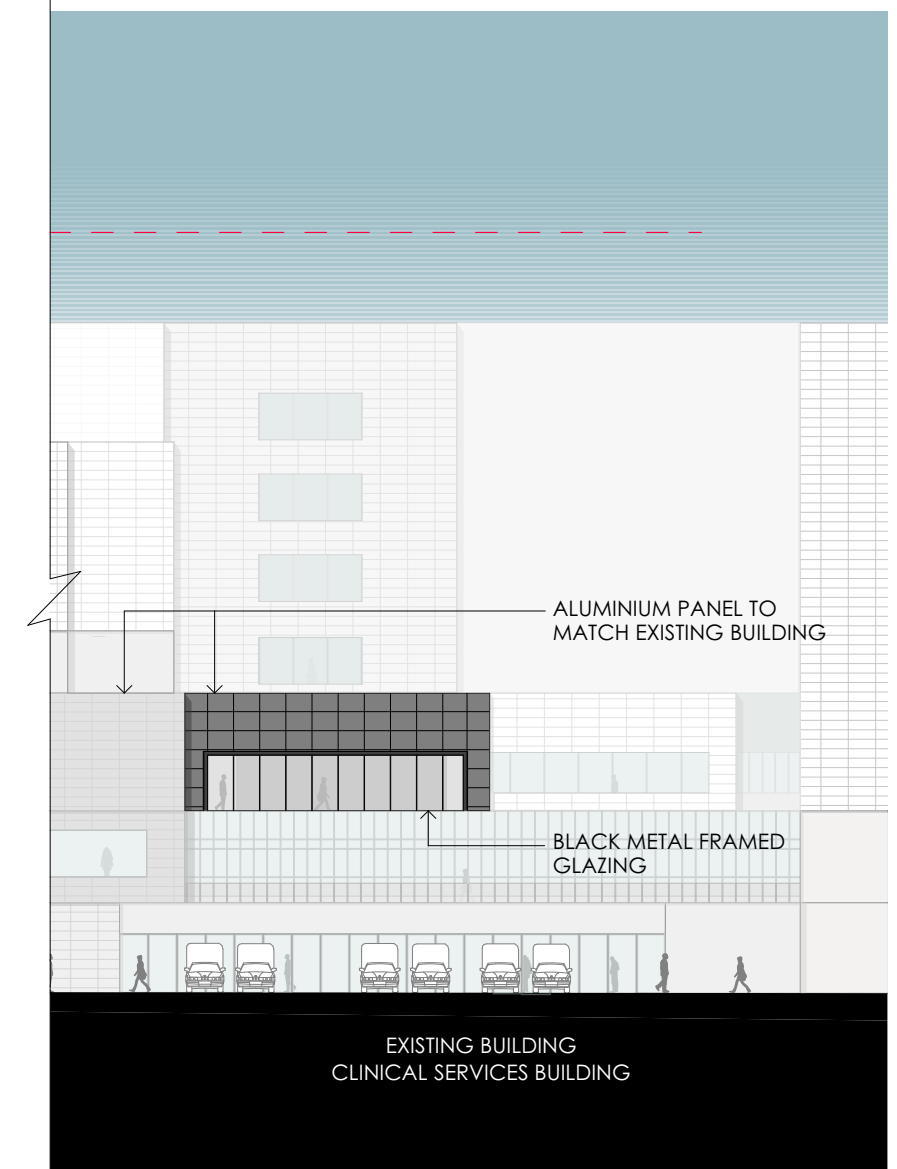 ALUMINIUM PANEL TO
MATCH EXISTING BUILDING
BLACK METAL FRAMED
GLAZING
EXISTING BUILDING
CLINICAL SERVICES BUILDING